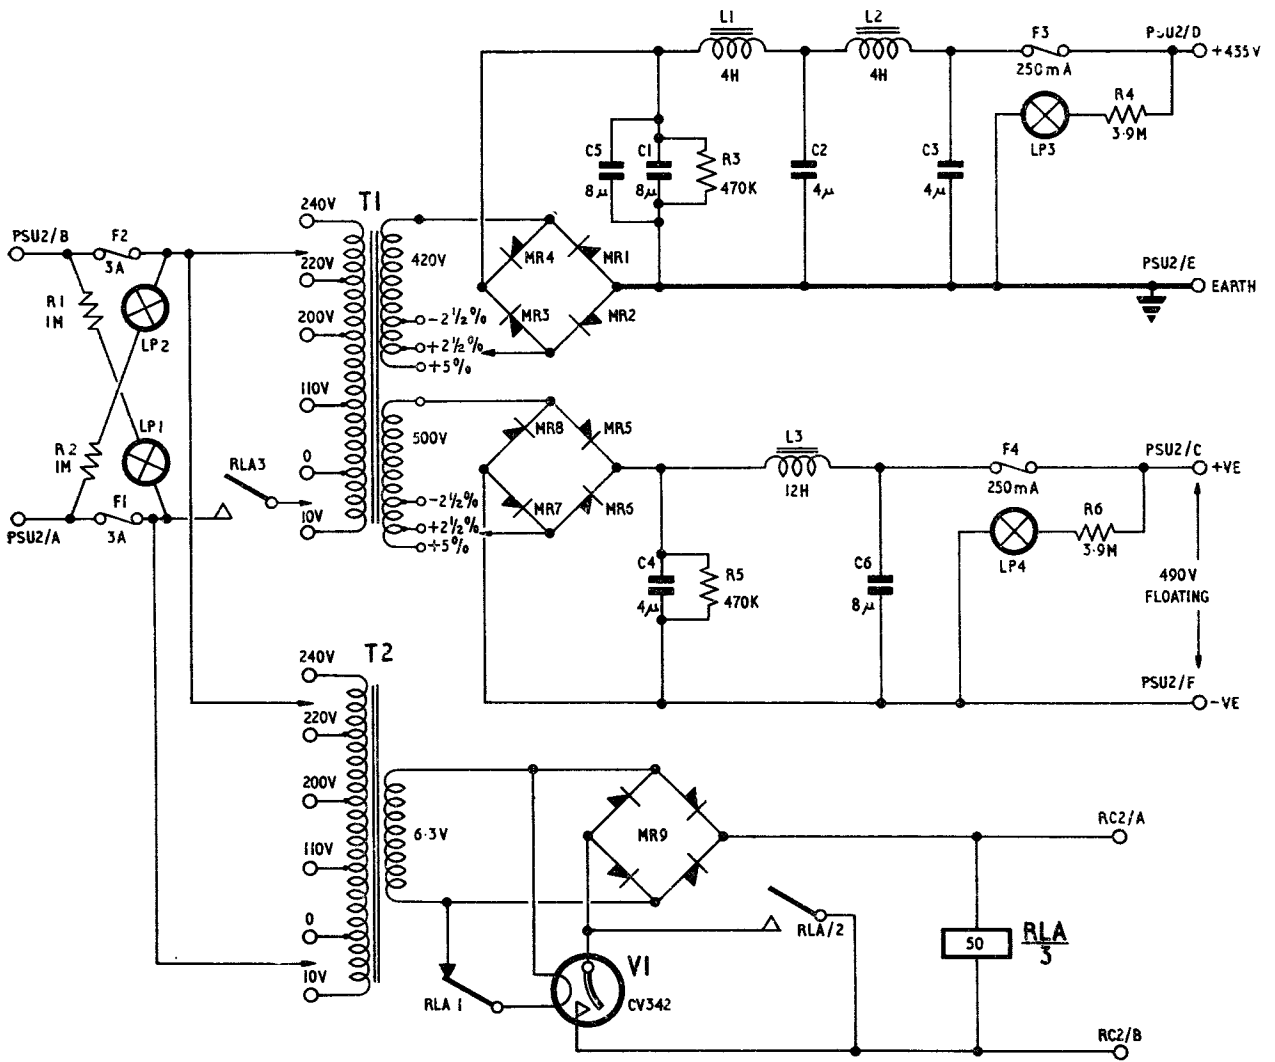 L1
L2
F3
PSU2/D
+435V
4H
4H
250mA
R4
3·9M
LP3
C5
C1
R3
C2
C3
8μ
8μ
470K
4μ
4μ
240V
T1
PSU2/B
F2
3A
220V
420V
MR4
MR1
PSU2/E
EARTH
R1
1M
LP2
200V
-2½%
MR3
MR2
+2½%
+5%
110V
LP1
R2
1M
500V
MR8
MR5
L3
F4
PSU2/C
+VE
0
RLA3
12H
250mA
-2½%
MR7
MR6
F1
3A
10V
PSU2/A
+2½%
+5%
R6
3·9M
LP4
C4
R5
C6
4μ
470K
8μ
490V
FLOATING
240V
T2
PSU2/F
-VE
220V
200V
6·3V
MR9
RC2/A
110V
0
RLA/2
50
RLA
3
10V
RLA 1
V1
CV342
RC2/B